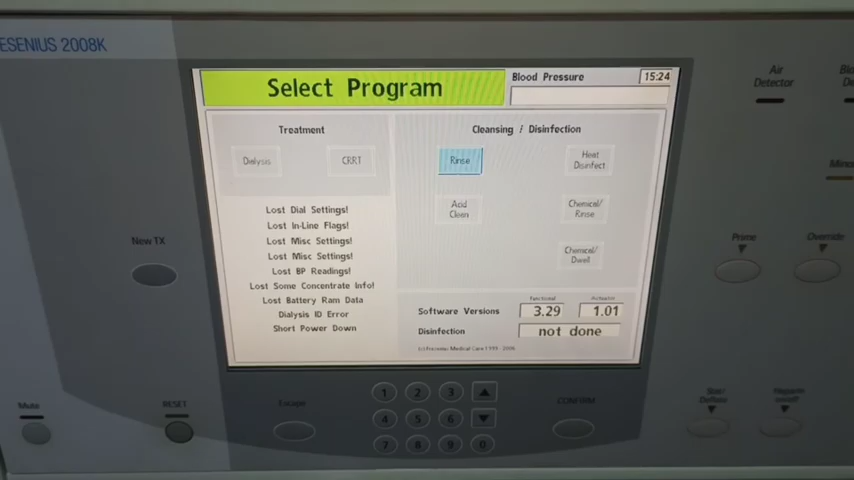 ESENIUS 2008K
Select Program
Blood Pressure
15:24
Air
Detector
Treatment
Cleansing / Disinfection
Dialysis
CRRT
Rinse
Heat
Disinfect
Acid
Clean
Chemical/
Rinse
Chemical/
Dwell
Lost Dial Settings!
Lost In-Line Flags!
Lost Misc Settings!
Lost Misc Settings!
Lost BP Readings!
Lost Some Concentrate Info!
Lost Battery Ram Data
Dialysis ID Error
Short Power Down
Functional
Actuator
Software Versions
3.29
1.01
Disinfection
not done
New TX
Prime
Override
Mute
RESET
Escape
CONFIRM
1 2 3
4 5 6
7 8 9 0